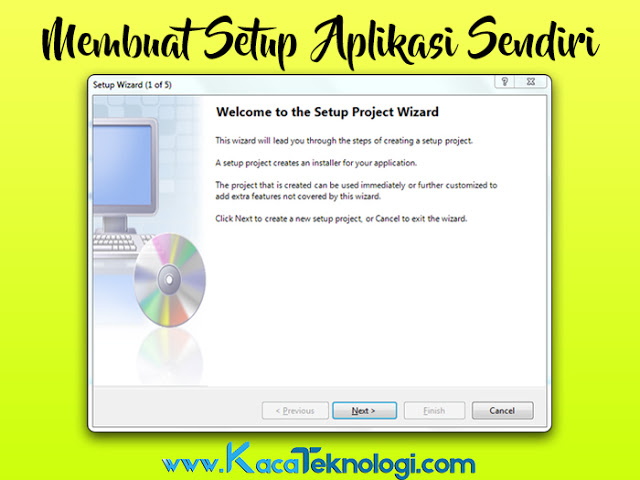 Membuat Setup Aplikasi Sendiri
Setup Wizard (1 of 5)
?
Welcome to the Setup Project Wizard
This wizard will lead you through the steps of creating a setup project.
A setup project creates an installer for your application.
The project that is created can be used immediately or further customized to
add extra features not covered by this wizard.
Click Next to create a new setup project, or Cancel to exit the wizard.
< Previous
Next >
Finish
Cancel
www.KacaTeknologi.com